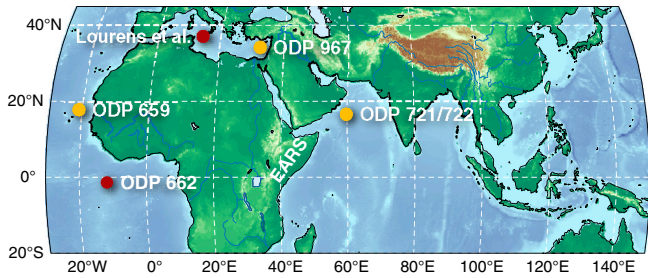 40°N
Lourens et al.
ODP 967
20°N
ODP 659
ODP 721/722
EARS
0°
ODP 662
20°S
20°W
0°
20°E
40°E
60°E
80°E
100°E
120°E
140°E